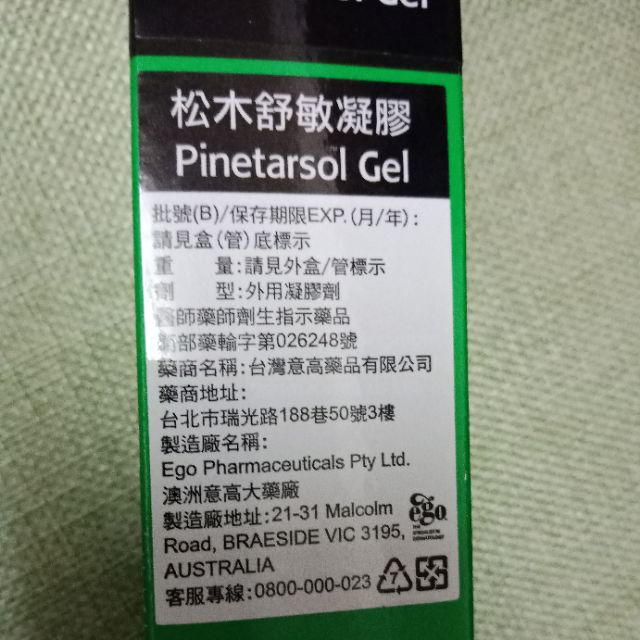 Gel
松木舒敏凝膠
Pinetarsol Gel
批號(B)/保存期限EXP.(月/年):
請見盒(管)底標示
重 量:請見外盒/管標示
劑 型:外用凝膠劑
醫師藥師劑生指示藥品
衛部藥輸字第026248號
藥商名稱:台灣意高藥品有限公司
藥商地址:
台北市瑞光路188巷50號3樓
製造廠名稱:
Ego Pharmaceuticals Pty Ltd.
澳洲意高大藥廠
製造廠地址:21-31 Malcolm
Road, BRAESIDE VIC 3195,
AUSTRALIA
客服專線:0800-000-023
ego